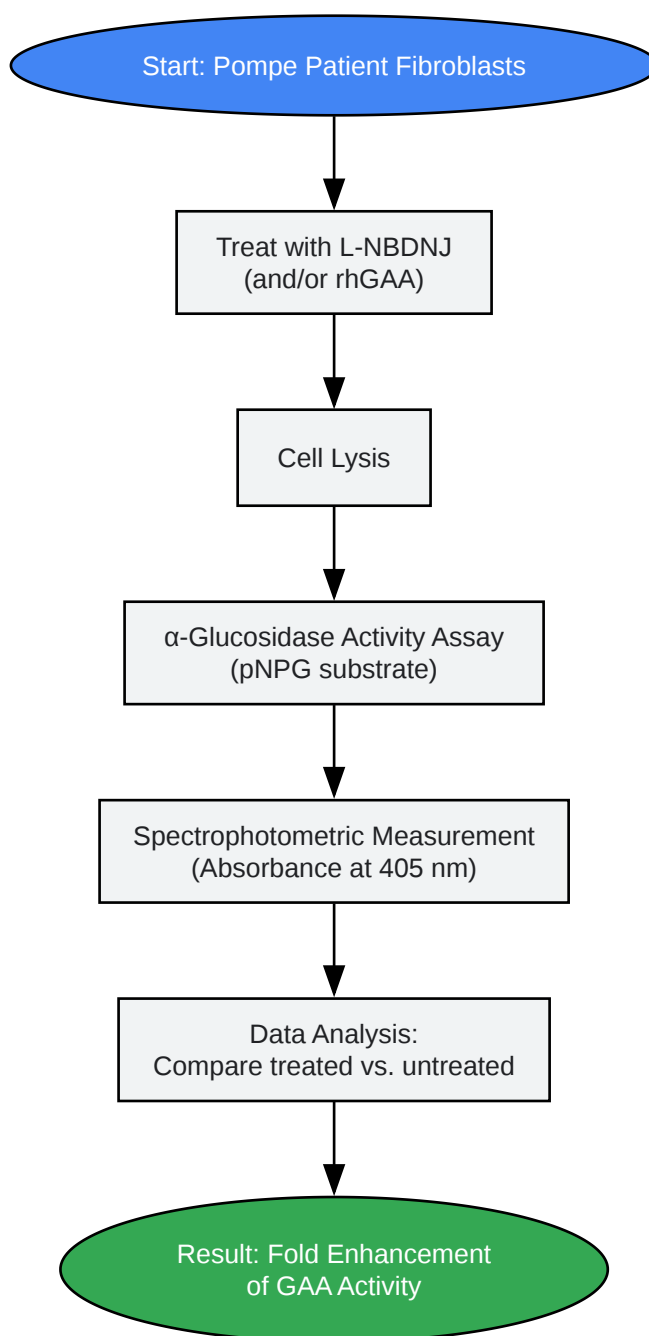 Start: Pompe Patient Fibroblasts
Treat with L-NBDNJ
(and/or rhGAA)
Cell Lysis
α-Glucosidase Activity Assay
(pNPG substrate)
Spectrophotometric Measurement
(Absorbance at 405 nm)
Data Analysis:
Compare treated vs. untreated
Result: Fold Enhancement
of GAA Activity